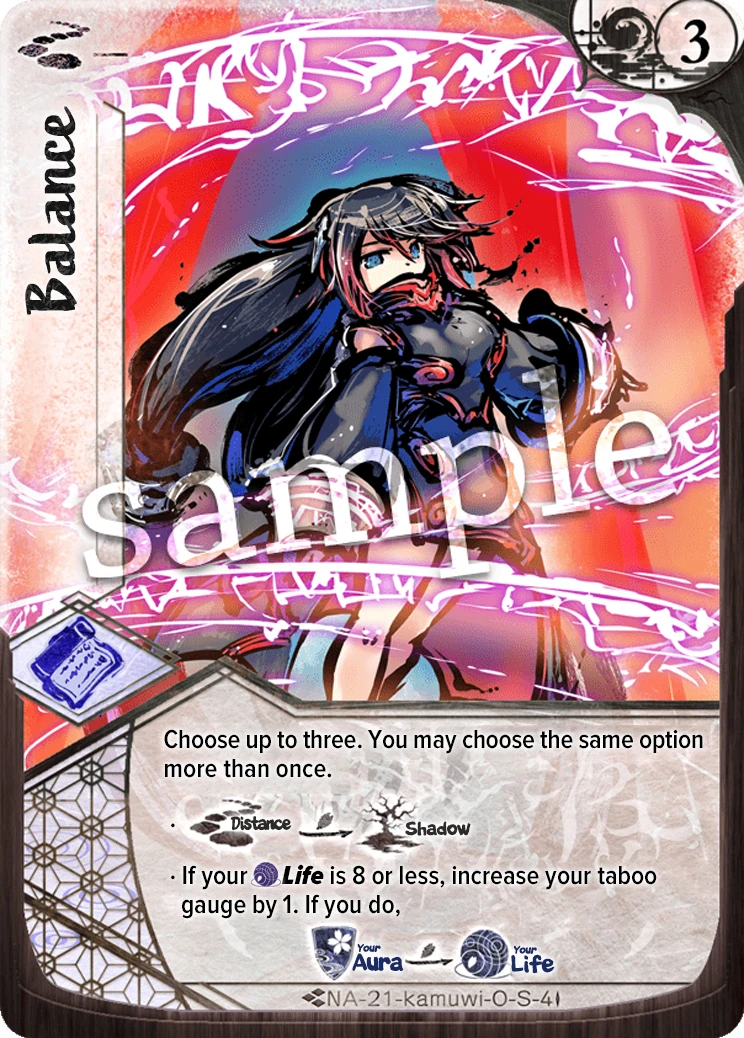 3
Balance
sample
Choose up to three. You may choose the same option
more than once.
· Distance Shadow
· If your Life is 8 or less, increase your taboo
gauge by 1. If you do,
Your Aura Your Life
NA-21-kamuwi-O-S-4